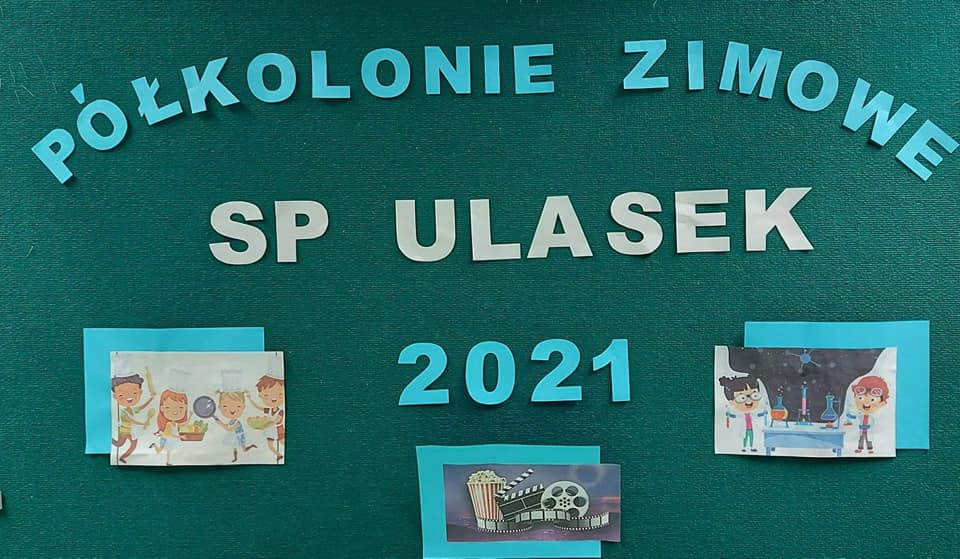 PÓŁKOLONIE ZIMOWE
SP ULASEK
2021